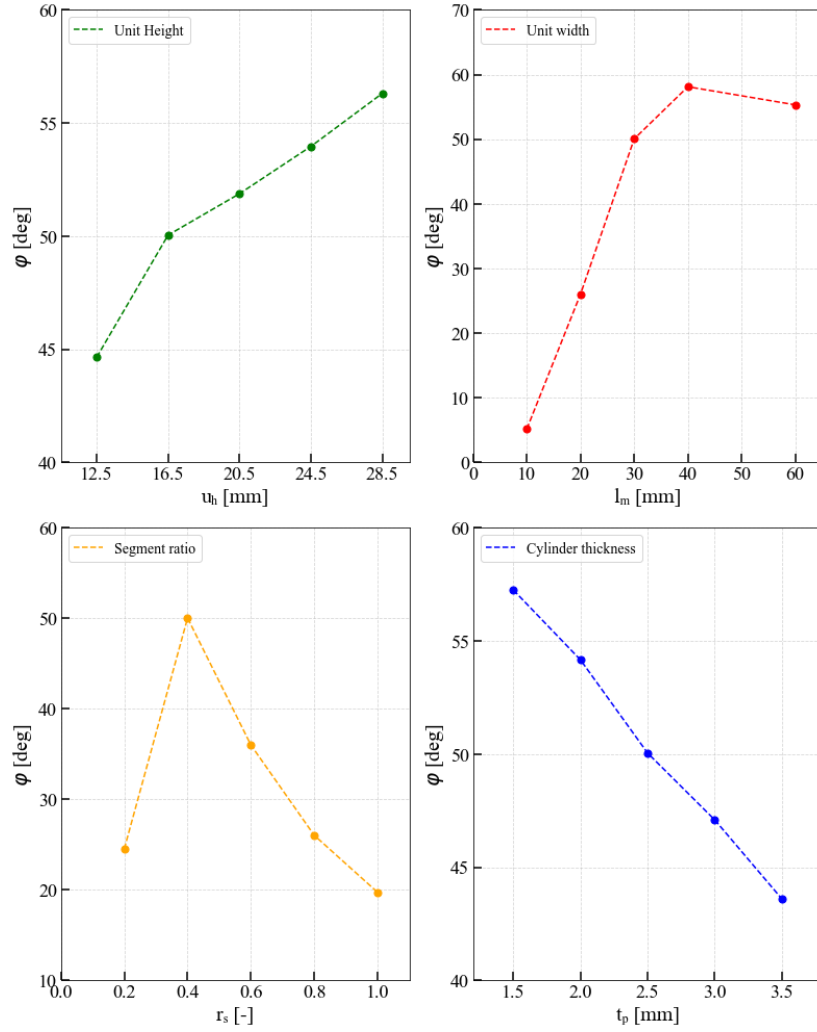 60
55
50
45
40
φ [deg]
Unit Height
12.5 16.5 20.5 24.5 28.5
uₕ [mm]
70
60
50
40
30
20
10
0
φ [deg]
Unit width
0 10 20 30 40 50 60
lₘ [mm]
60
50
40
30
20
10
φ [deg]
Segment ratio
0.0 0.2 0.4 0.6 0.8 1.0
rₛ [-]
60
55
50
45
40
φ [deg]
Cylinder thickness
1.5 2.0 2.5 3.0 3.5
tₚ [mm]